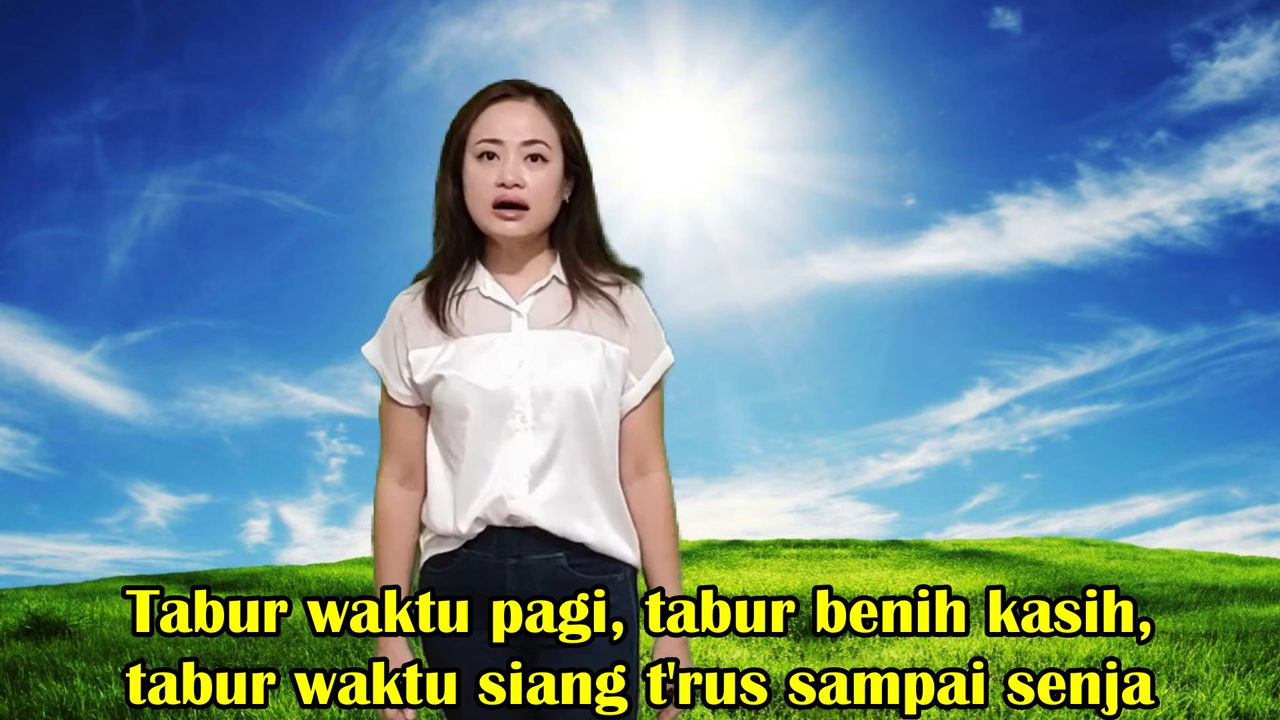 Tabur waktu pagi, tabur benih kasih,
tabur waktu siang t'rus sampai senja